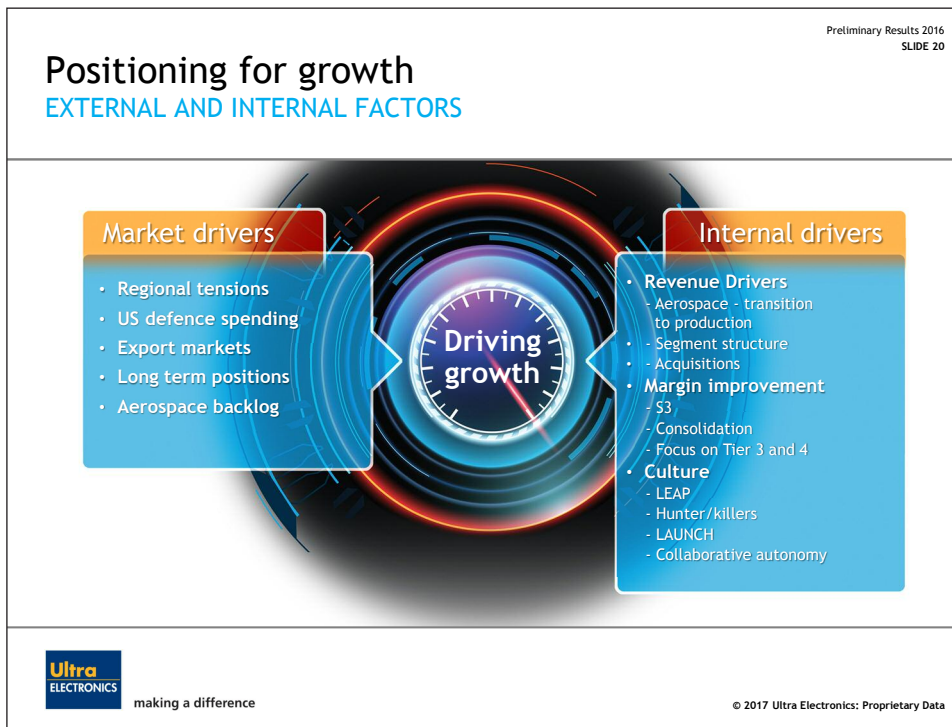 Preliminary Results 2016
SLIDE 20
Positioning for growth
EXTERNAL AND INTERNAL FACTORS
Market drivers
• Regional tensions
• US defence spending
• Export markets
• Long term positions
• Aerospace backlog
Driving
growth
Internal drivers
• Revenue Drivers
- Aerospace - transition
to production
• - Segment structure
• - Acquisitions
• Margin improvement
- S3
- Consolidation
- Focus on Tier 3 and 4
• Culture
- LEAP
- Hunter/killers
- LAUNCH
- Collaborative autonomy
Ultra
ELECTRONICS
making a difference
© 2017 Ultra Electronics: Proprietary Data